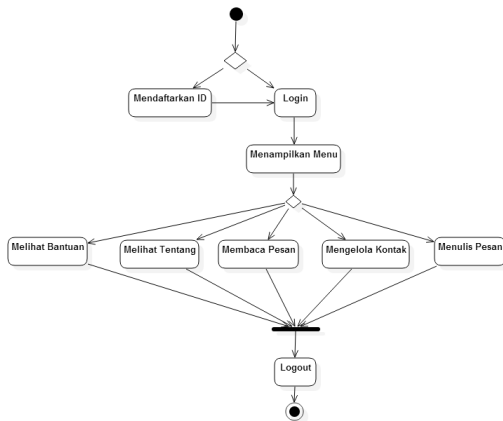 Mendaftarkan ID
Login
Menampilkan Menu
Melihat Bantuan
Melihat Tentang
Membaca Pesan
Mengelola Kontak
Menulis Pesan
Logout